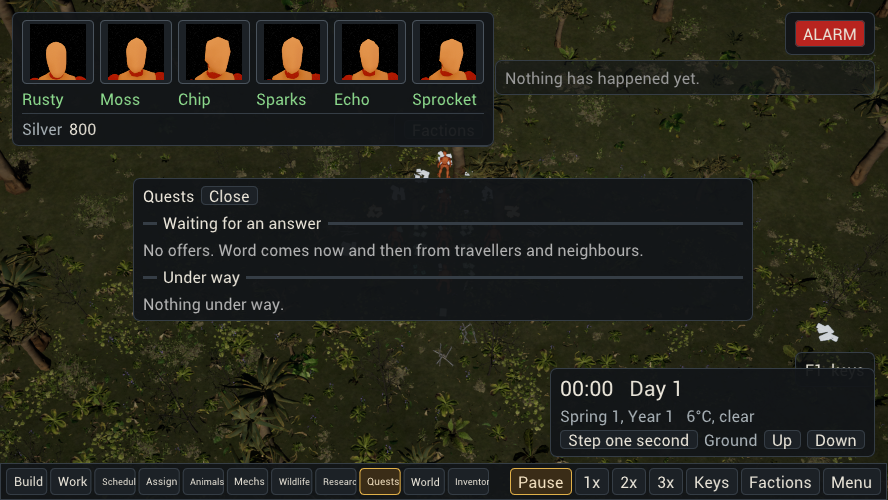 ALARM
Nothing has happened yet.
Rusty Moss Chip Sparks Echo Sprocket
Silver 800
Factions
Quests Close
Waiting for an answer
No offers. Word comes now and then from travellers and neighbours.
Under way
Nothing under way.
F1 keys
00:00 Day 1
Spring 1, Year 1 6°C, clear
Step one second Ground Up Down
Build Work Schedul Assign Animals Mechs Wildlife Researc Quests World Inventor Pause 1x 2x 3x Keys Factions Menu